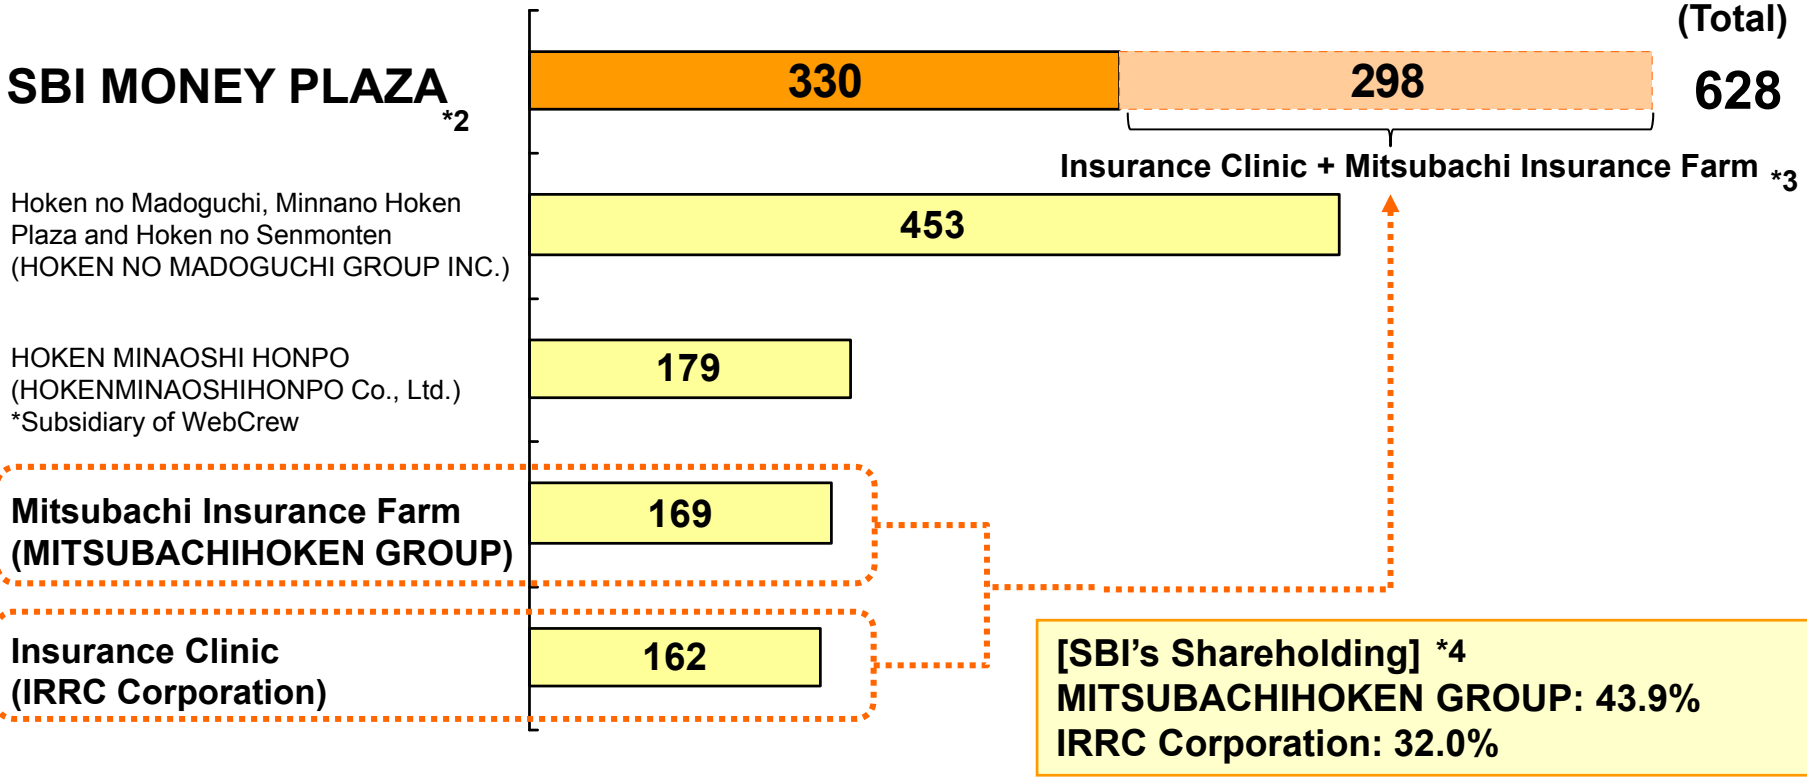 (Total)
SBI MONEY PLAZA *2
330
298
628
Insurance Clinic + Mitsubachi Insurance Farm *3
Hoken no Madoguchi, Minnano Hoken
Plaza and Hoken no Senmonten
(HOKEN NO MADOGUCHI GROUP INC.)
453
HOKEN MINAOSHI HONPO
(HOKENMINAOSHIHONPO Co., Ltd.)
*Subsidiary of WebCrew
179
Mitsubachi Insurance Farm
(MITSUBACHIHOKEN GROUP)
169
Insurance Clinic
(IRRC Corporation)
162
[SBI's Shareholding] *4
MITSUBACHIHOKEN GROUP: 43.9%
IRRC Corporation: 32.0%